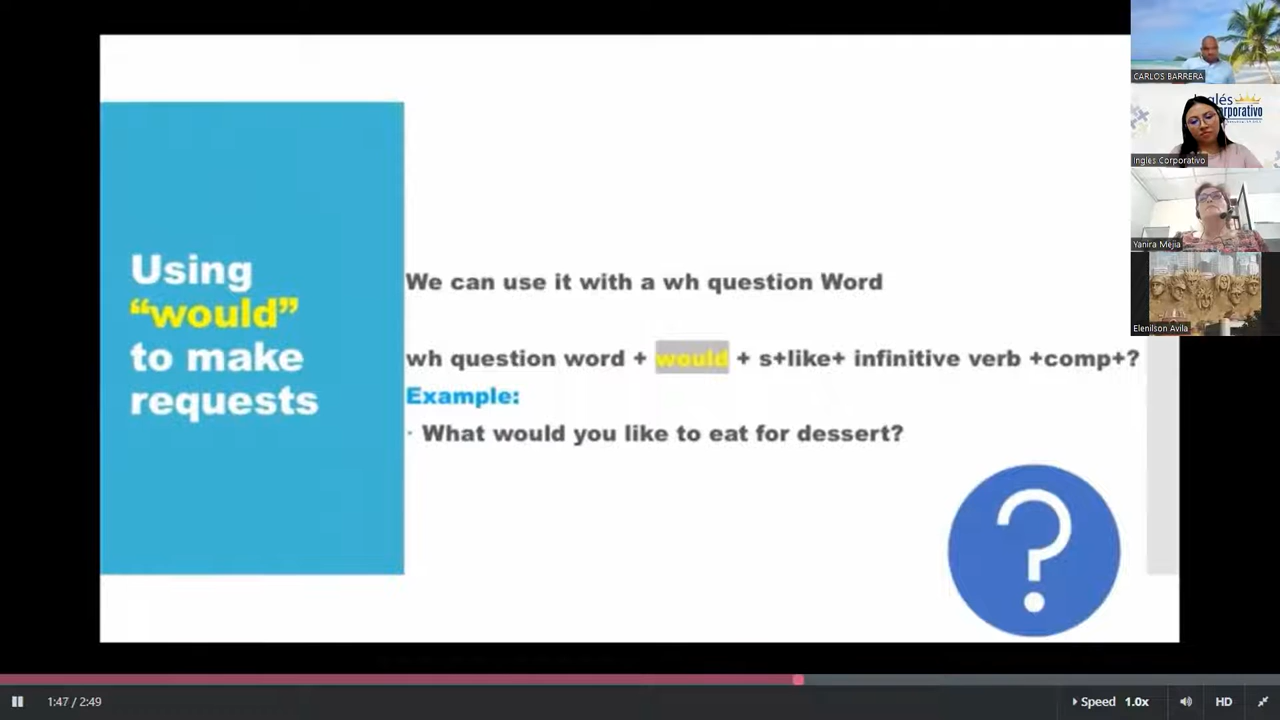 Using
“would”
to make
requests
We can use it with a wh question Word
wh question word + would + s+like+ infinitive verb +comp+?
Example:
· What would you like to eat for dessert?
?
CARLOS BARRERA
Inglés Corporativo
Yanira Mejia
Elenilson Avila
1:47 / 2:49
Speed 1.0x
HD